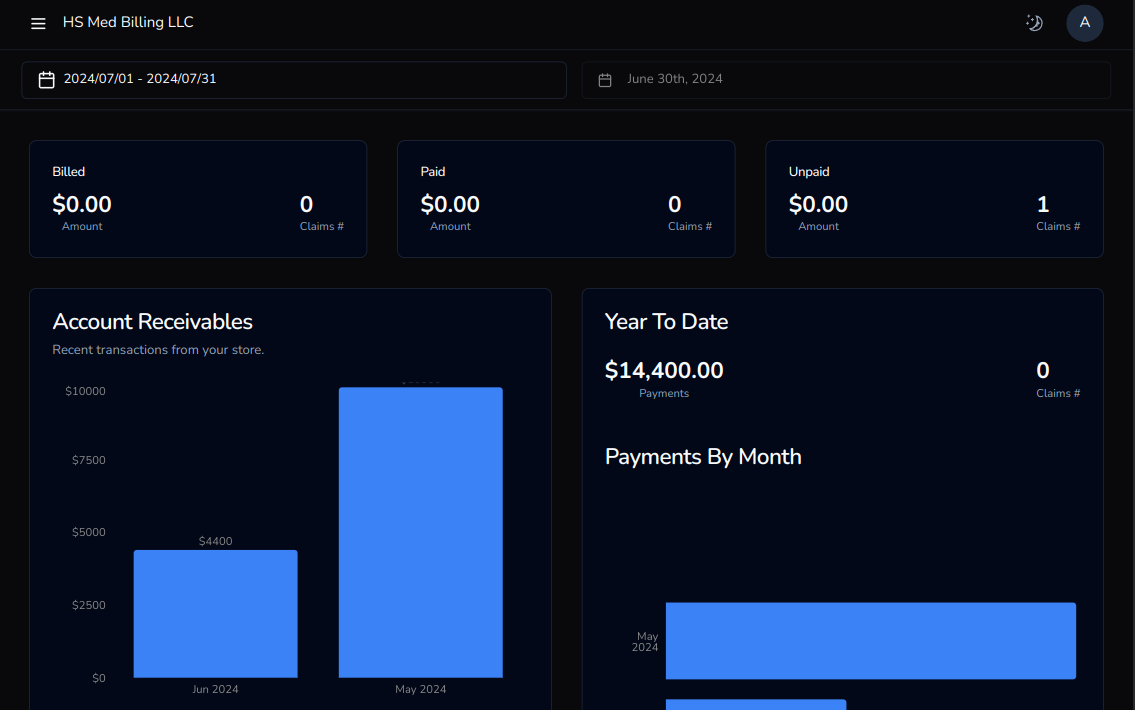 HS Med Billing LLC
A
2024/07/01 - 2024/07/31
June 30th, 2024
Billed
$0.00
0
Amount
Claims #
Paid
$0.00
0
Amount
Claims #
Unpaid
$0.00
1
Amount
Claims #
Account Receivables
Recent transactions from your store.
$10000
$7500
$5000
$2500
$0
$4400
Jun 2024
May 2024
Year To Date
$14,400.00
0
Payments
Claims #
Payments By Month
May
2024